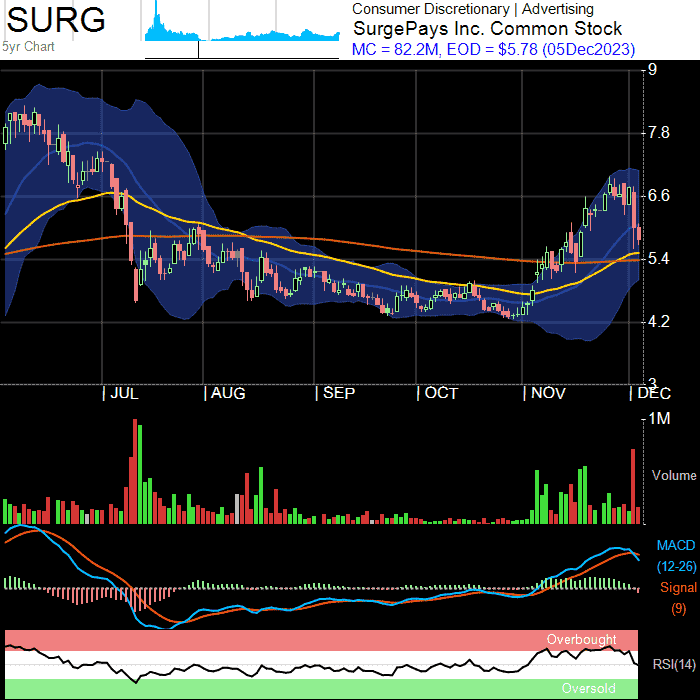 SURG
5yr Chart
Consumer Discretionary | Advertising
SurgePays Inc. Common Stock
MC = 82.2M, EOD = $5.78 (05Dec2023)
9
7.8
6.6
5.4
4.2
3
JUL AUG SEP OCT NOV DEC
1M
Volume
MACD
(12-26)
Signal
(9)
Overbought
RSI(14)
Oversold